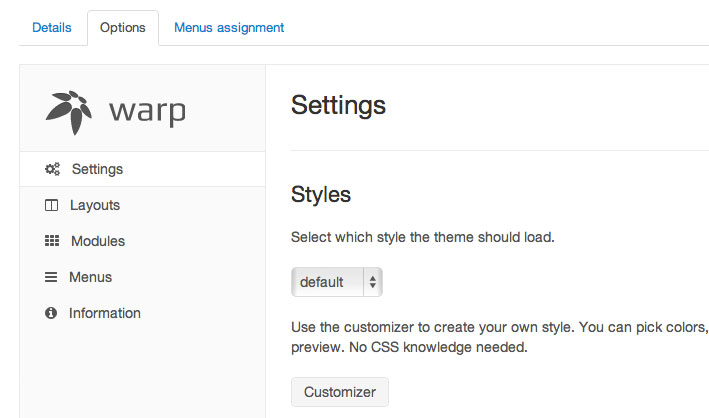 Details
Options
Menus assignment
warp
Settings
Layouts
Modules
Menus
Information
Settings
Styles
Select which style the theme should load.
default
Use the customizer to create your own style. You can pick colors,
preview. No CSS knowledge needed.
Customizer